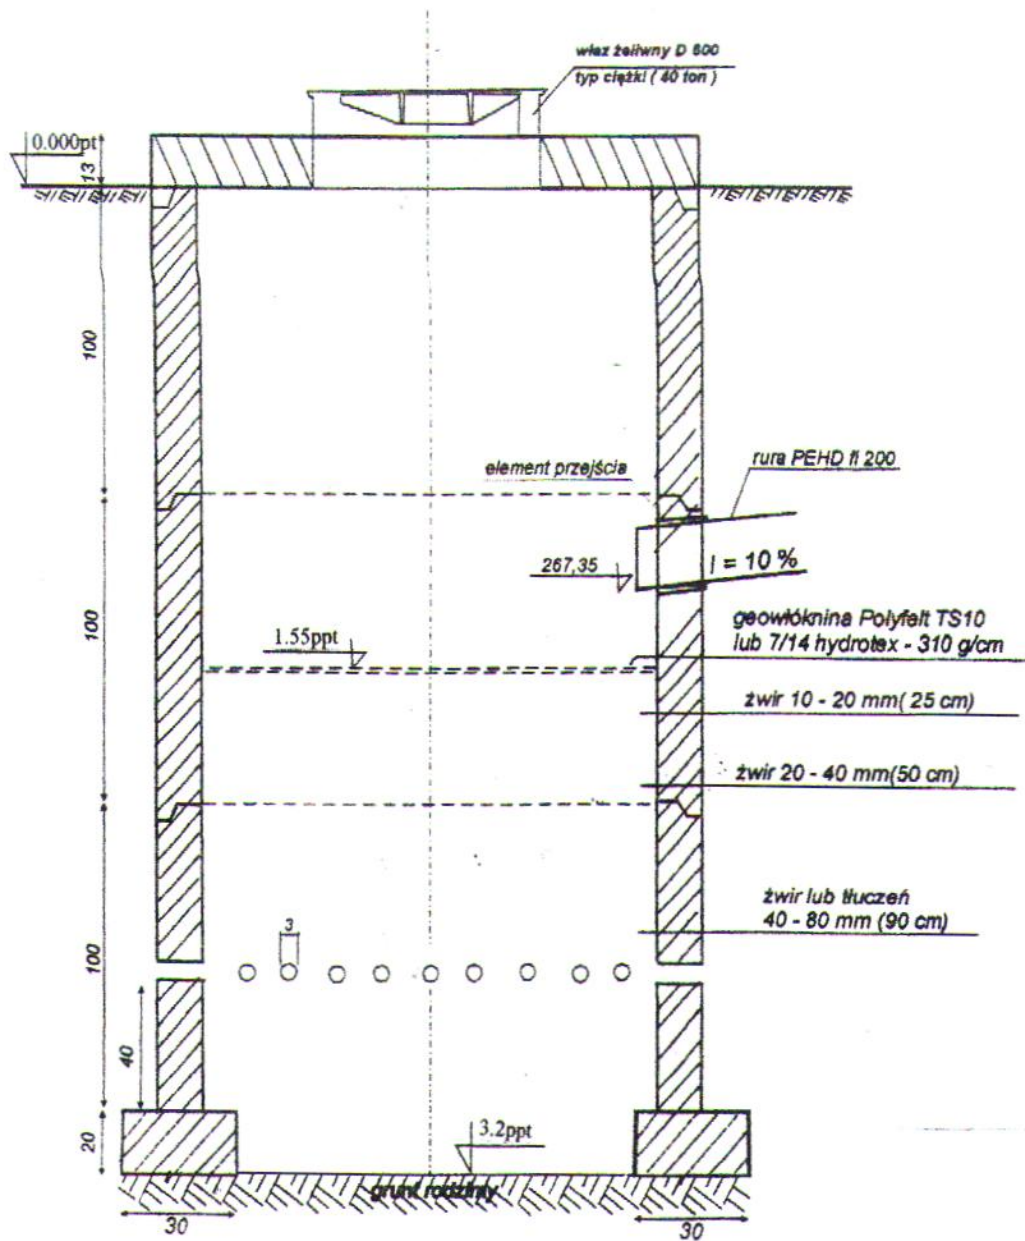 właz żeliwny D 600
typ ciężki ( 40 ton )
0.000pt
13
100
element przejścia
rura PEHD fi 200
267,35
I = 10 %
100
1.55ppt
geowłóknina Polyfelt TS10
lub 7/14 hydrotex - 310 g/cm
żwir 10 - 20 mm( 25 cm)
żwir 20 - 40 mm(50 cm)
żwir lub tłuczeń
40 - 80 mm (90 cm)
3
100
40
20
3.2ppt
grunt rodzimy
30
30